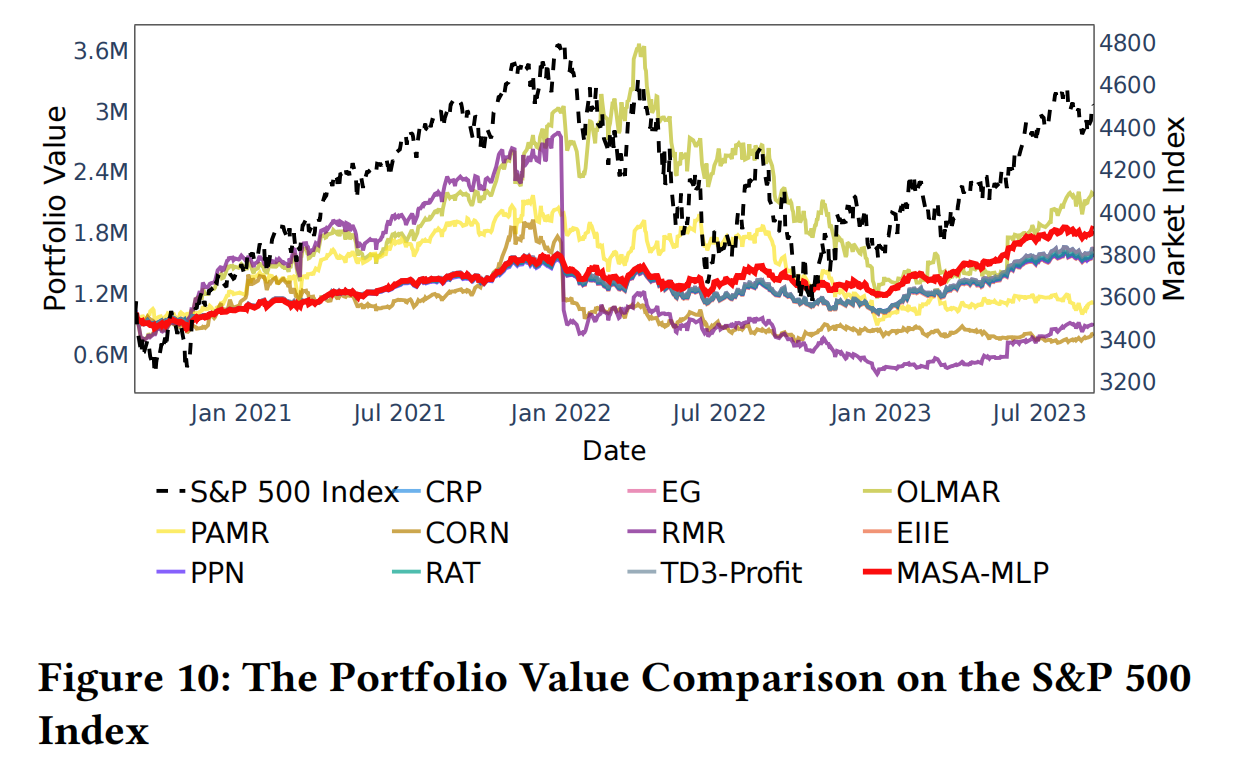 3.6M
3M
2.4M
1.8M
1.2M
0.6M
Portfolio Value
4800
4600
4400
4200
4000
3800
3600
3400
3200
Market Index
Jan 2021 Jul 2021 Jan 2022 Jul 2022 Jan 2023 Jul 2023
Date
S&P 500 Index CRP EG OLMAR
PAMR CORN RMR EIIE
PPN RAT TD3-Profit MASA-MLP
Figure 10: The Portfolio Value Comparison on the S&P 500
Index